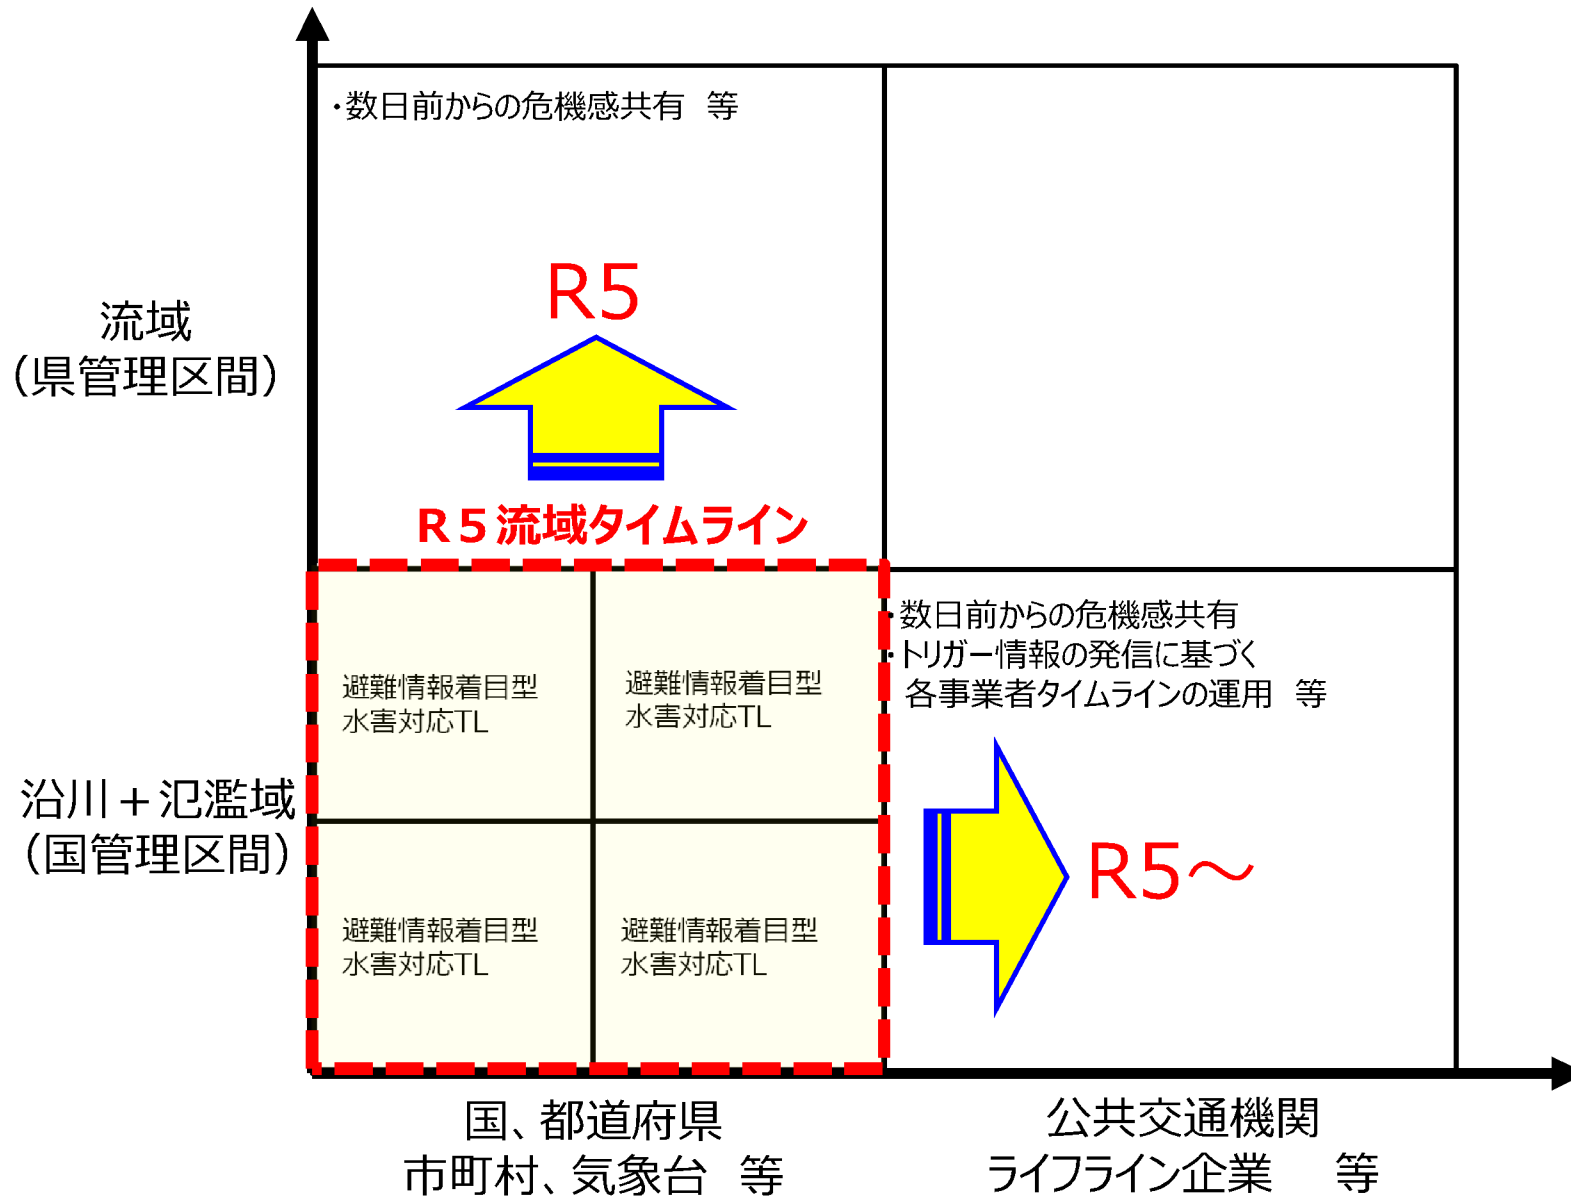 ・数日前からの危機感共有　等
R5
流域
（県管理区間）
R５流域タイムライン
避難情報着目型
水害対応TL
避難情報着目型
水害対応TL
・数日前からの危機感共有
・トリガー情報の発信に基づく
各事業者タイムラインの運用　等
沿川＋氾濫域
（国管理区間）
R5～
避難情報着目型
水害対応TL
避難情報着目型
水害対応TL
国、都道府県
市町村、気象台　等
公共交通機関
ライフライン企業　等